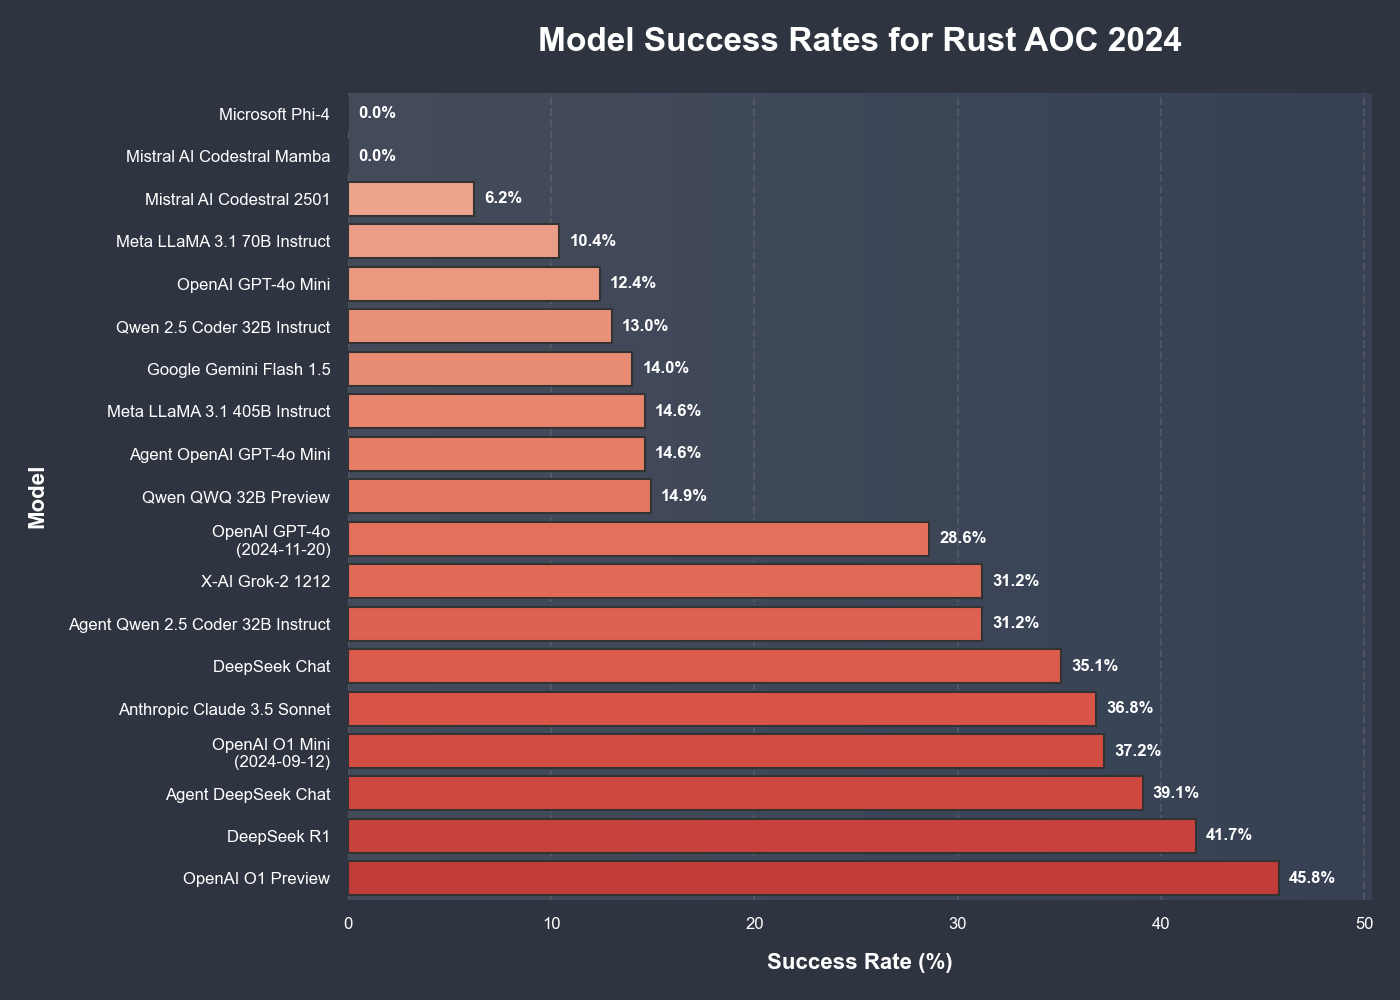 Model Success Rates for Rust AOC 2024
Microsoft Phi-4
0.0%
Mistral AI Codestral Mamba
0.0%
Mistral AI Codestral 2501
6.2%
Meta LLaMA 3.1 70B Instruct
10.4%
OpenAI GPT-4o Mini
12.4%
Qwen 2.5 Coder 32B Instruct
13.0%
Google Gemini Flash 1.5
14.0%
Meta LLaMA 3.1 405B Instruct
14.6%
Agent OpenAI GPT-4o Mini
14.6%
Qwen QWQ 32B Preview
14.9%
OpenAI GPT-4o
(2024-11-20)
28.6%
X-AI Grok-2 1212
31.2%
Agent Qwen 2.5 Coder 32B Instruct
31.2%
DeepSeek Chat
35.1%
Anthropic Claude 3.5 Sonnet
36.8%
OpenAI O1 Mini
(2024-09-12)
37.2%
Agent DeepSeek Chat
39.1%
DeepSeek R1
41.7%
OpenAI O1 Preview
45.8%
Model
0 10 20 30 40 50
Success Rate (%)